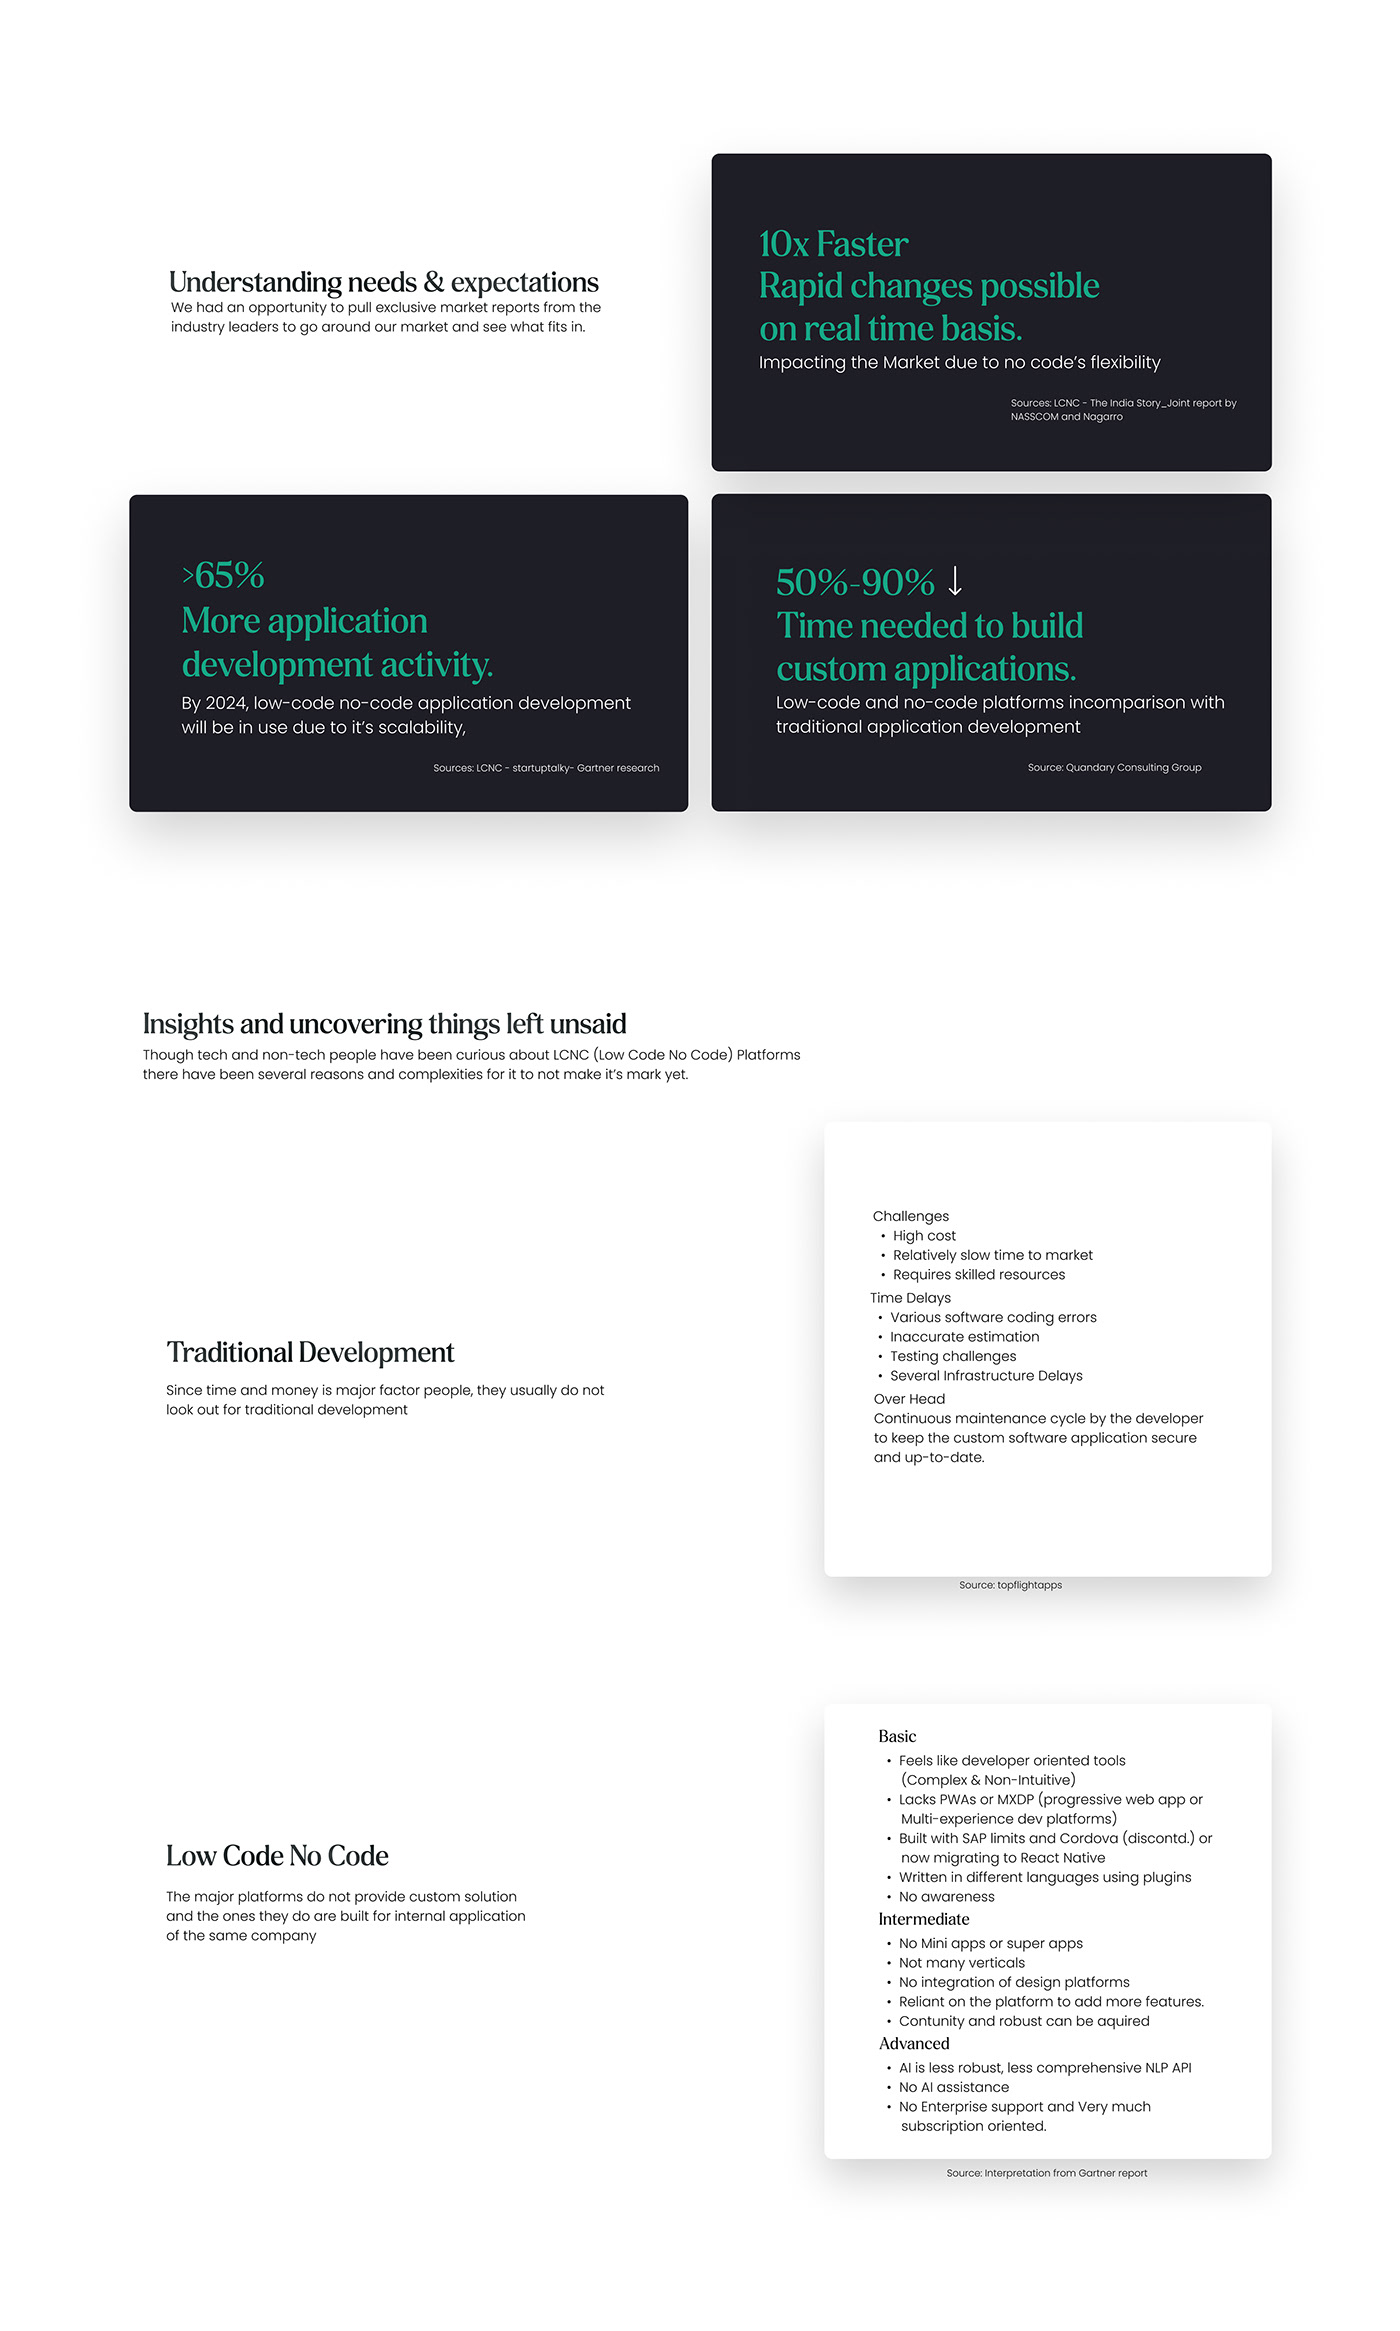 Understanding needs & expectations
We had an opportunity to pull exclusive market reports from the
industry leaders to go around our market and see what fits in.
10x Faster
Rapid changes possible
on real time basis.
Impacting the Market due to no code's flexibility
Sources: LCNC - The India Story_Joint report by
NASSCOM and Nagarro
>65%
More application
development activity.
By 2024, low-code no-code application development
will be in use due to it's scalability,
Sources: LCNC - startuptalky- Gartner research
50%-90% ↓
Time needed to build
custom applications.
Low-code and no-code platforms incomparison with
traditional application development
Source: Quandary Consulting Group
Insights and uncovering things left unsaid
Though tech and non-tech people have been curious about LCNC (Low Code No Code) Platforms
there have been several reasons and complexities for it to not make it's mark yet.
Traditional Development
Since time and money is major factor people, they usually do not
look out for traditional development
Challenges
• High cost
• Relatively slow time to market
• Requires skilled resources
Time Delays
• Various software coding errors
• Inaccurate estimation
• Testing challenges
• Several Infrastructure Delays
Over Head
Continuous maintenance cycle by the developer
to keep the custom software application secure
and up-to-date.
Source: topflightapps
Low Code No Code
The major platforms do not provide custom solution
and the ones they do are built for internal application
of the same company
Basic
• Feels like developer oriented tools
(Complex & Non-Intuitive)
• Lacks PWAs or MXDP (progressive web app or
Multi-experience dev platforms)
• Built with SAP limits and Cordova (discontd.) or
now migrating to React Native
• Written in different languages using plugins
• No awareness
Intermediate
• No Mini apps or super apps
• Not many verticals
• No integration of design platforms
• Reliant on the platform to add more features.
• Contunity and robust can be aquired
Advanced
• AI is less robust, less comprehensive NLP API
• No AI assistance
• No Enterprise support and Very much
subscription oriented.
Source: Interpretation from Gartner report